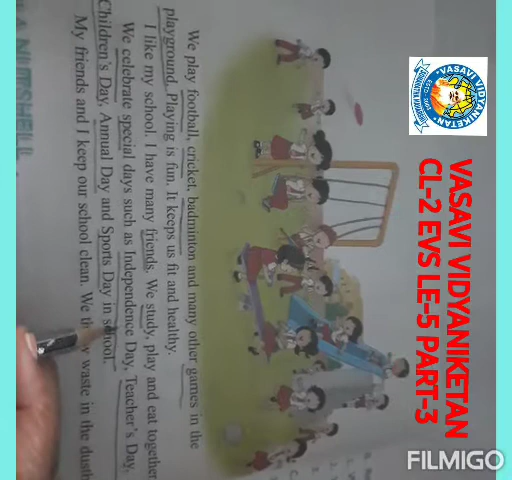 VASAVI VIDYANIKETAN
CL-2 EVS LE-5 PART-3
VASAVI VIDYANIKETAN
ESTD
We play football, cricket, badminton and many other games in the
playground. Playing is fun. It keeps us fit and healthy.
I like my school. I have many friends. We study, play and eat together
We celebrate special days such as Independence Day, Teacher's Day,
Children's Day, Annual Day and Sports Day in school.
My friends and I keep our school clean. We waste in the dustb
NUTSHELL
FILMIGO